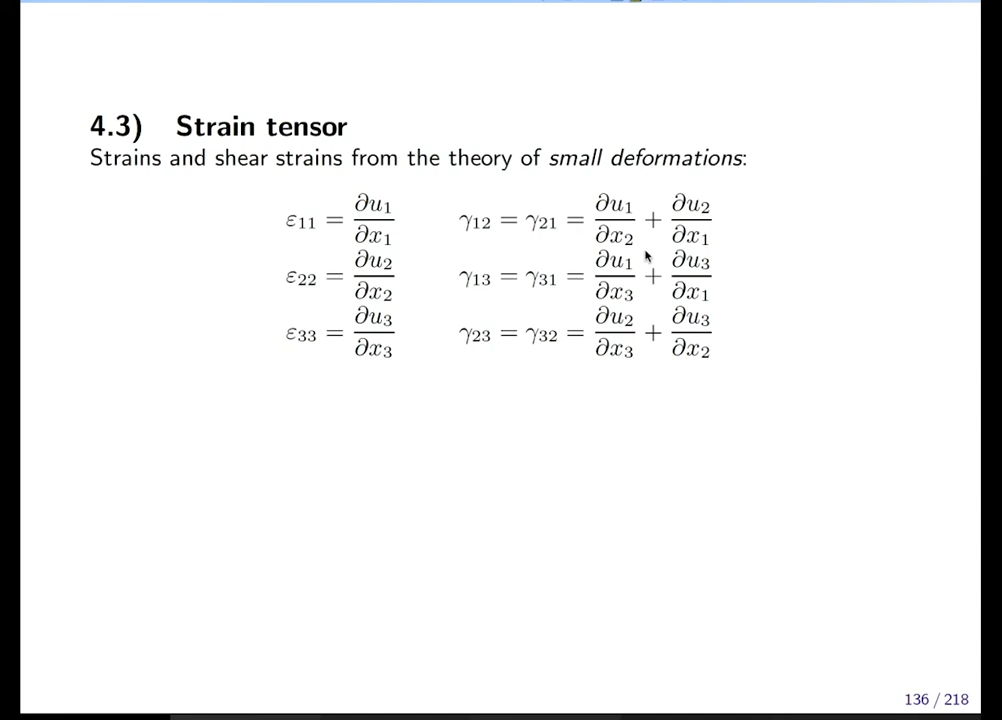 4.3) Strain tensor
Strains and shear strains from the theory of small deformations:
ε₁₁ = ∂u₁/∂x₁   γ₁₂ = γ₂₁ = ∂u₁/∂x₂ + ∂u₂/∂x₁
ε₂₂ = ∂u₂/∂x₂   γ₁₃ = γ₃₁ = ∂u₁/∂x₃ + ∂u₃/∂x₁
ε₃₃ = ∂u₃/∂x₃   γ₂₃ = γ₃₂ = ∂u₂/∂x₃ + ∂u₃/∂x₂
136 / 218